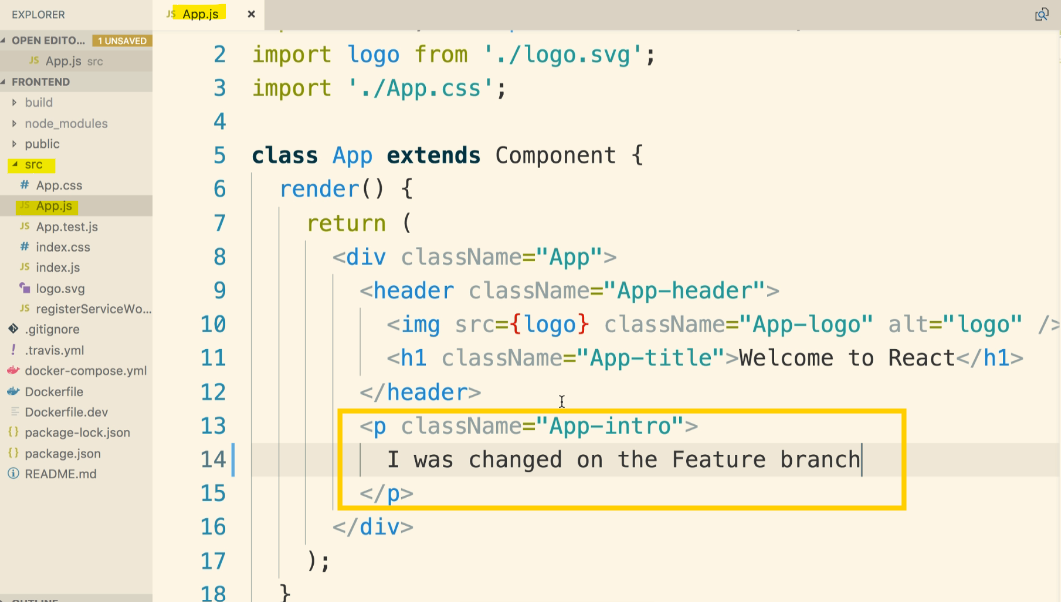 EXPLORER
JS App.js ×
OPEN EDITO... 1 UNSAVED
JS App.js src
FRONTEND
build
node_modules
public
src
# App.css
JS App.js
JS App.test.js
# index.css
JS index.js
logo.svg
JS registerServiceWo...
.gitignore
! .travis.yml
docker-compose.yml
Dockerfile
Dockerfile.dev
{} package-lock.json
{} package.json
README.md
2 import logo from './logo.svg';
3 import './App.css';
4
5 class App extends Component {
6 render() {
7 return (
8 <div className="App">
9 <header className="App-header">
10 <img src={logo} className="App-logo" alt="logo" />
11 <h1 className="App-title">Welcome to React</h1>
12 </header>
13 <p className="App-intro">
14 I was changed on the Feature branch
15 </p>
16 </div>
17 );
18 }